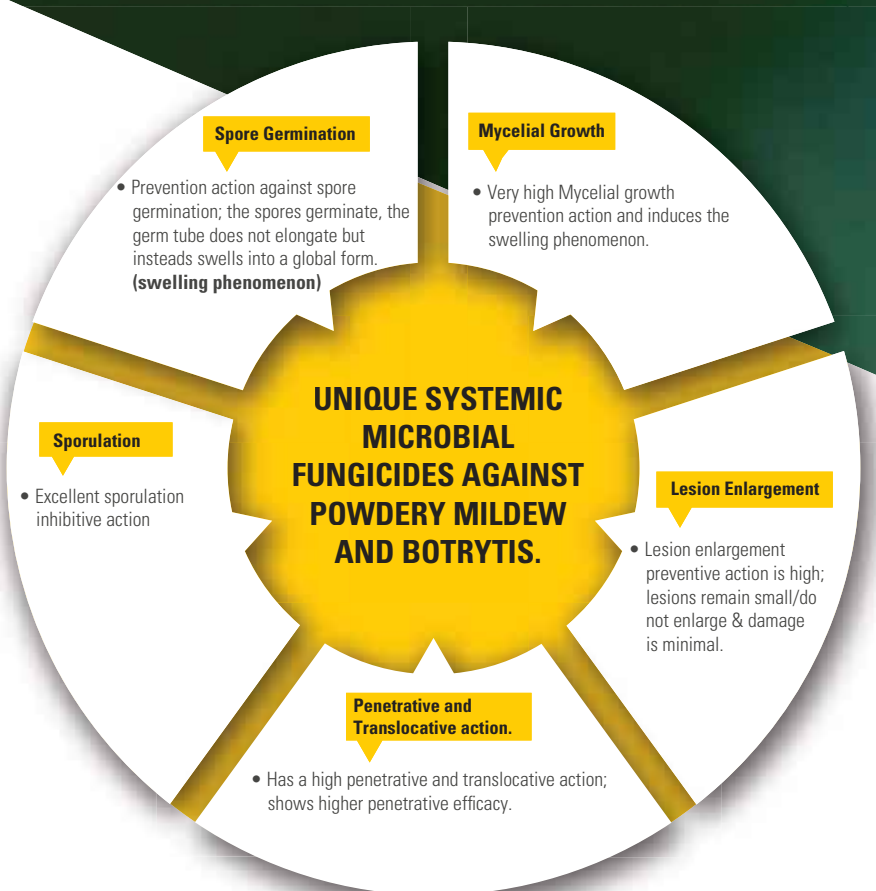 Spore Germination
• Prevention action against spore
germination; the spores germinate, the
germ tube does not elongate but
insteads swells into a global form.
(swelling phenomenon)
Mycelial Growth
• Very high Mycelial growth
prevention action and induces the
swelling phenomenon.
UNIQUE SYSTEMIC
MICROBIAL
FUNGICIDES AGAINST
POWDERY MILDEW
AND BOTRYTIS.
Sporulation
• Excellent sporulation
inhibitive action
Lesion Enlargement
• Lesion enlargement
preventive action is high;
lesions remain small/do
not enlarge & damage
is minimal.
Penetrative and
Translocative action.
• Has a high penetrative and translocative action;
shows higher penetrative efficacy.